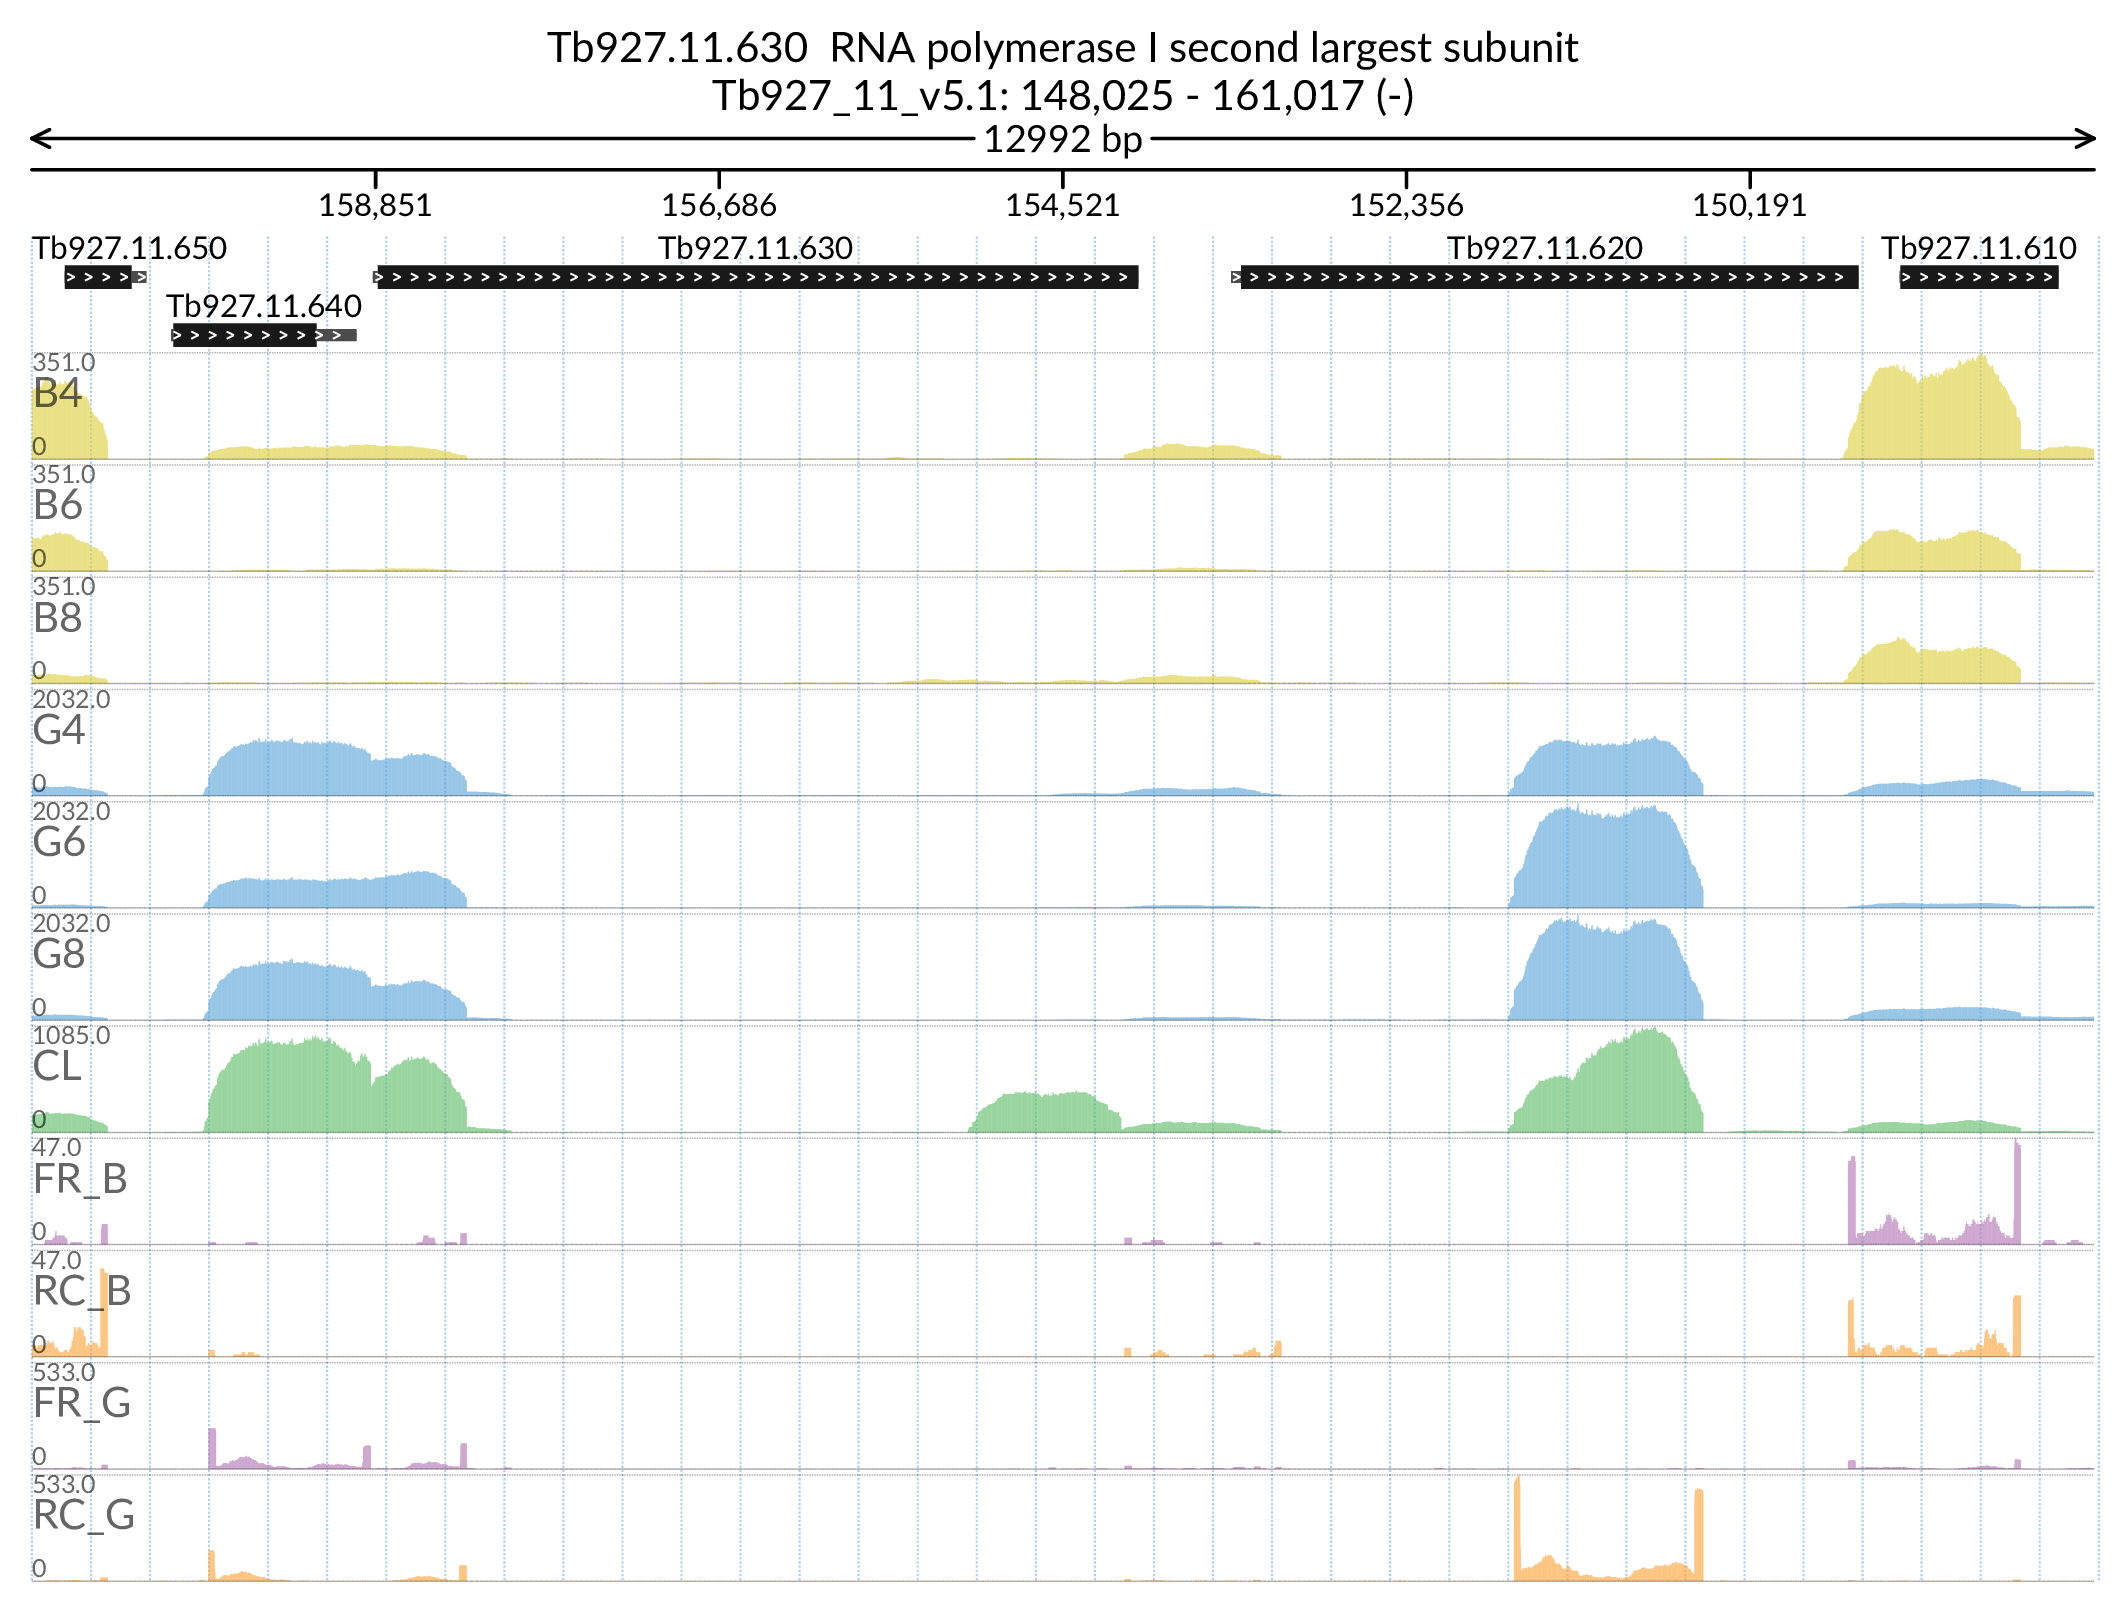 Tb927.11.630 RNA polymerase I second largest subunit
Tb927_11_v5.1: 148,025 - 161,017 (-)
12992 bp
158,851 156,686 154,521 152,356 150,191
Tb927.11.650 Tb927.11.630 Tb927.11.620 Tb927.11.610
Tb927.11.640
351.0
B4
0
351.0
B6
0
351.0
B8
0
2032.0
G4
0
2032.0
G6
0
2032.0
G8
0
1085.0
CL
0
47.0
FR_B
0
47.0
RC_B
0
533.0
FR_G
0
533.0
RC_G
0